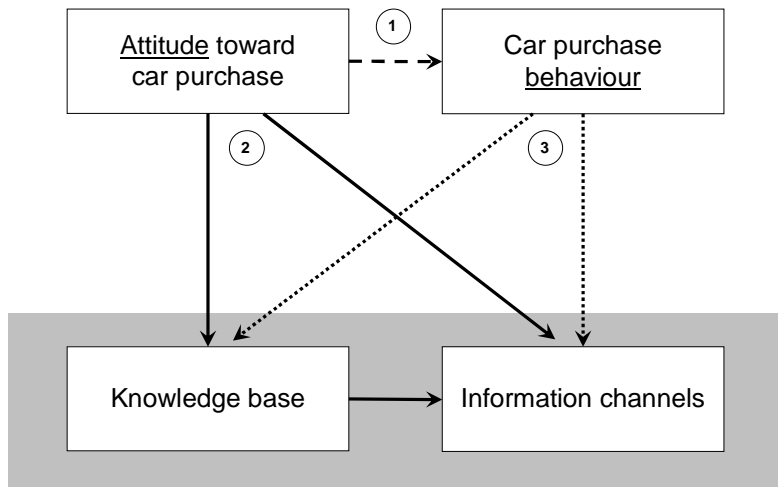 Attitude toward
car purchase
1
Car purchase
behaviour
2
3
Knowledge base
Information channels